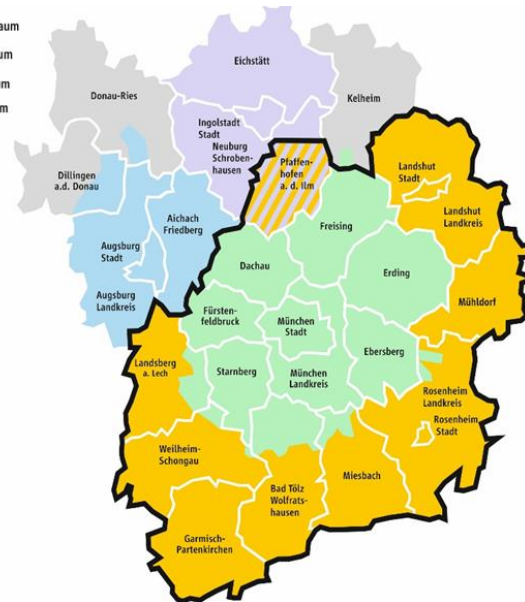 aum
um
m
m
Eichstätt
Donau-Ries
Kelheim
Ingolstadt
Stadt
Neuburg
Schroben-
hausen
Pfaffen-
hofen
a. d. Ilm
Dillingen
a.d. Donau
Landshut
Stadt
Aichach
Friedberg
Landshut
Landkreis
Freising
Augsburg
Stadt
Dachau
Erding
Augsburg
Landkreis
Mühldorf
Fürsten-
feldbruck
München
Stadt
Ebersberg
Landsberg
a. Lech
Starnberg
München
Landkreis
Rosenheim
Landkreis
Rosenheim
Stadt
Weilheim-
Schongau
Bad Tölz
Wolfrats-
hausen
Miesbach
Garmisch-
Partenkirchen